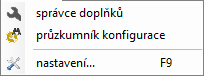 správce doplňků
průzkumník konfigurace
nastavení... F9